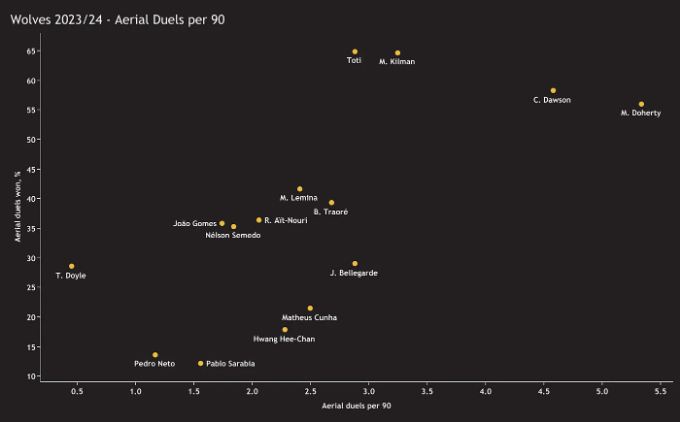 Wolves 2023/24 - Aerial Duels per 90
65
60
55
50
45
40
35
30
25
20
15
10
Aerial duels won, %
Toti
M. Kilman
C. Dawson
M. Doherty
M. Lemina
B. Traoré
João Gomes
R. Aït-Nouri
Nélson Semedo
T. Doyle
J. Bellegarde
Matheus Cunha
Hwang Hee-Chan
Pedro Neto
Pablo Sarabia
0.5 1.0 1.5 2.0 2.5 3.0 3.5 4.0 4.5 5.0 5.5
Aerial duels per 90